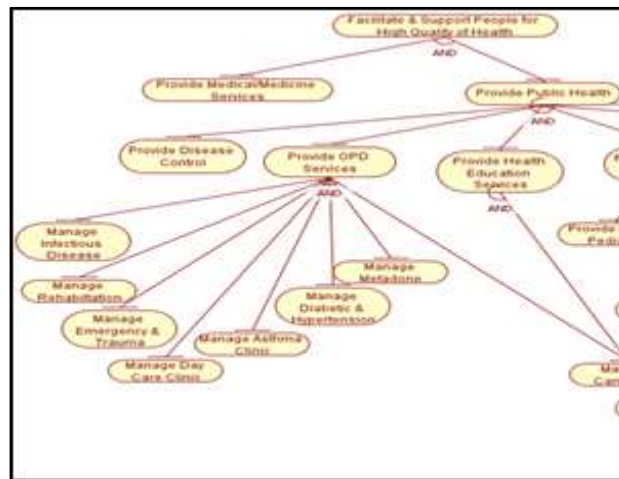 Facilitate & Support People for
High Quality of Health
AND
Provide Medical/Medicine
Services
Provide Public Health
AND
Provide Disease
Control
Provide OPD
Services
Provide Health
Education
Services
AND
AND
Manage
Infectious
Disease
Provide
Manage
Rehabilitation
Manage
Metadone
Manage
Diabetic &
Hypertension
Manage
Emergency &
Trauma
Manage Asthma
Clinic
Manage Day
Care Clinic